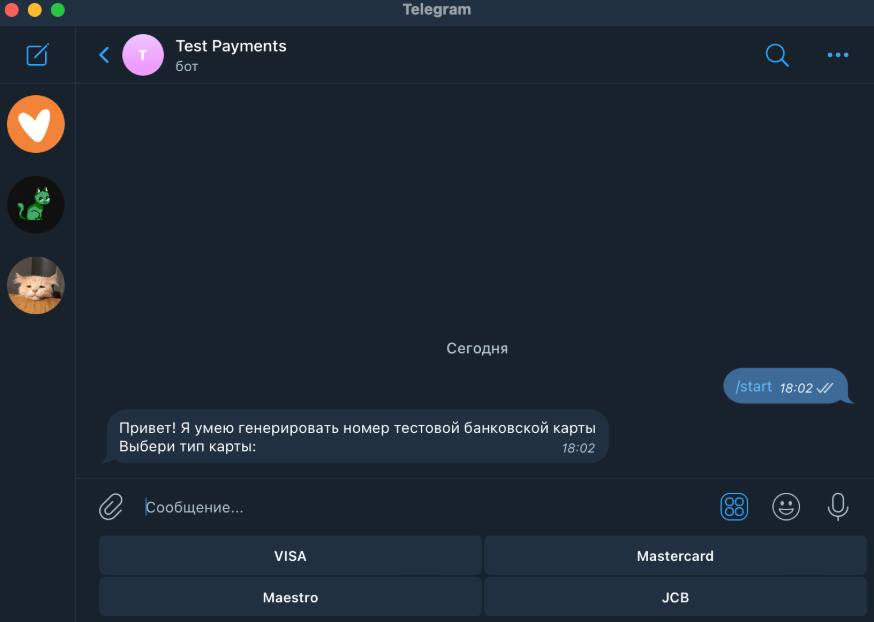 Telegram
T
Test Payments
бот
Сегодня
/start 18:02
Привет! Я умею генерировать номер тестовой банковской карты
Выбери тип карты:
18:02
Сообщение...
VISA
Mastercard
Maestro
JCB